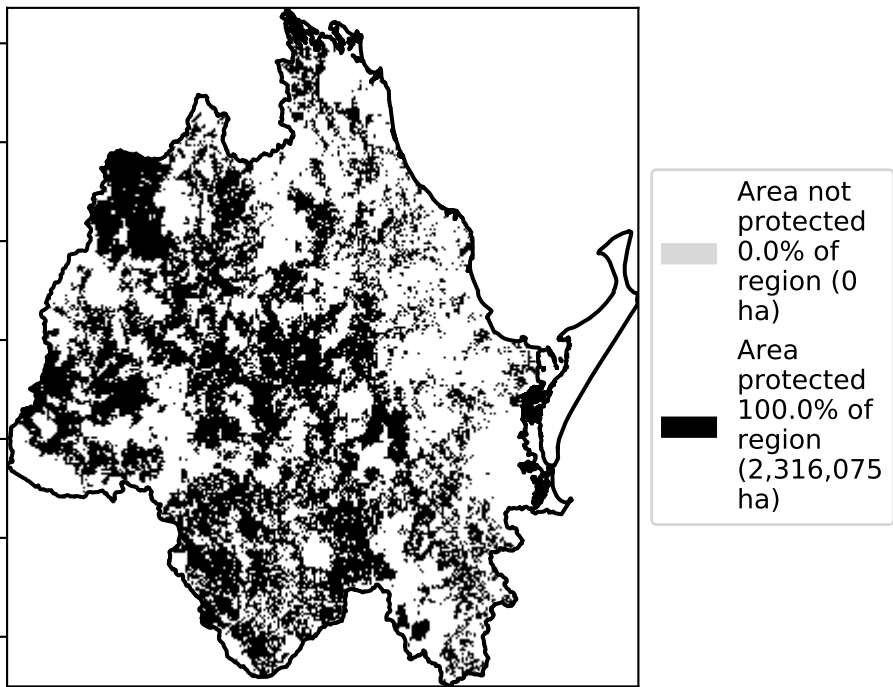 Area not
protected
0.0% of
region (0
ha)
Area
protected
100.0% of
region
(2,316,075
ha)